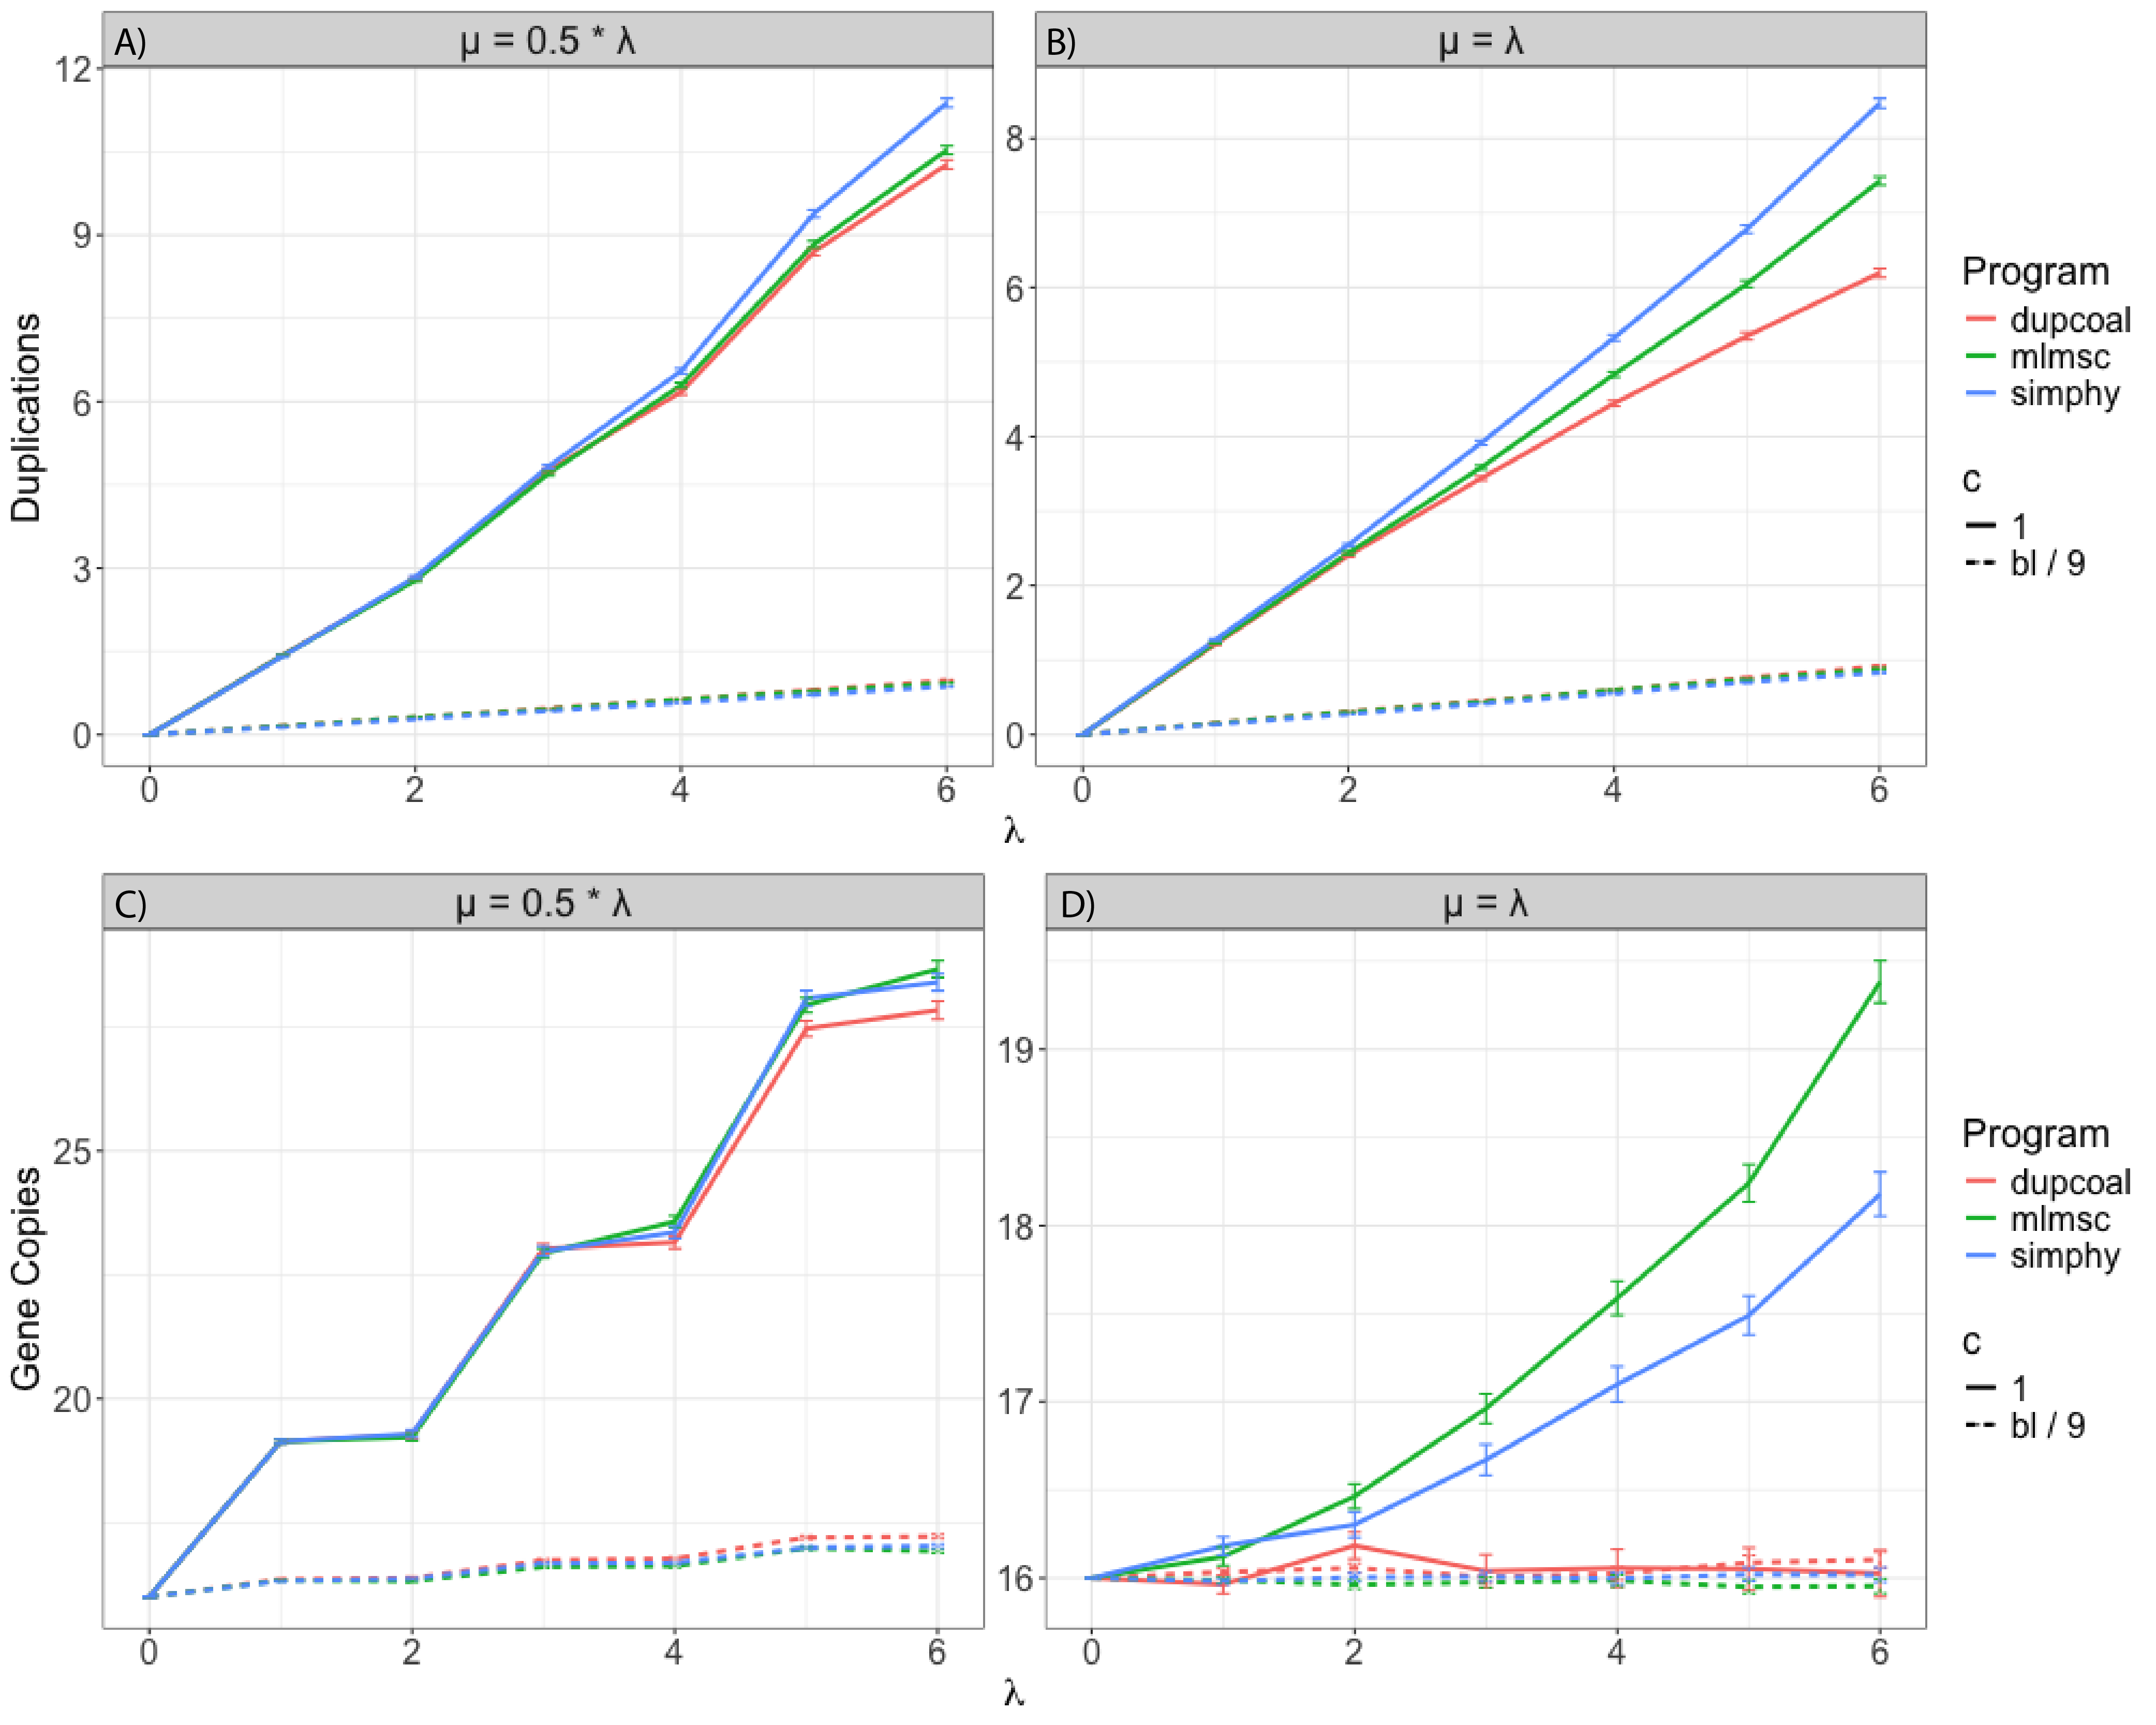 A) μ = 0.5 * λ
B) μ = λ
Duplications
12
9
6
3
0
0 2 4 6
8
6
4
2
0
0 2 4 6
λ
Program
dupcoal
mlmsc
simphy
c
1
bl / 9
C) μ = 0.5 * λ
D) μ = λ
Gene Copies
25
20
0 2 4 6
19
18
17
16
0 2 4 6
λ
Program
dupcoal
mlmsc
simphy
c
1
bl / 9